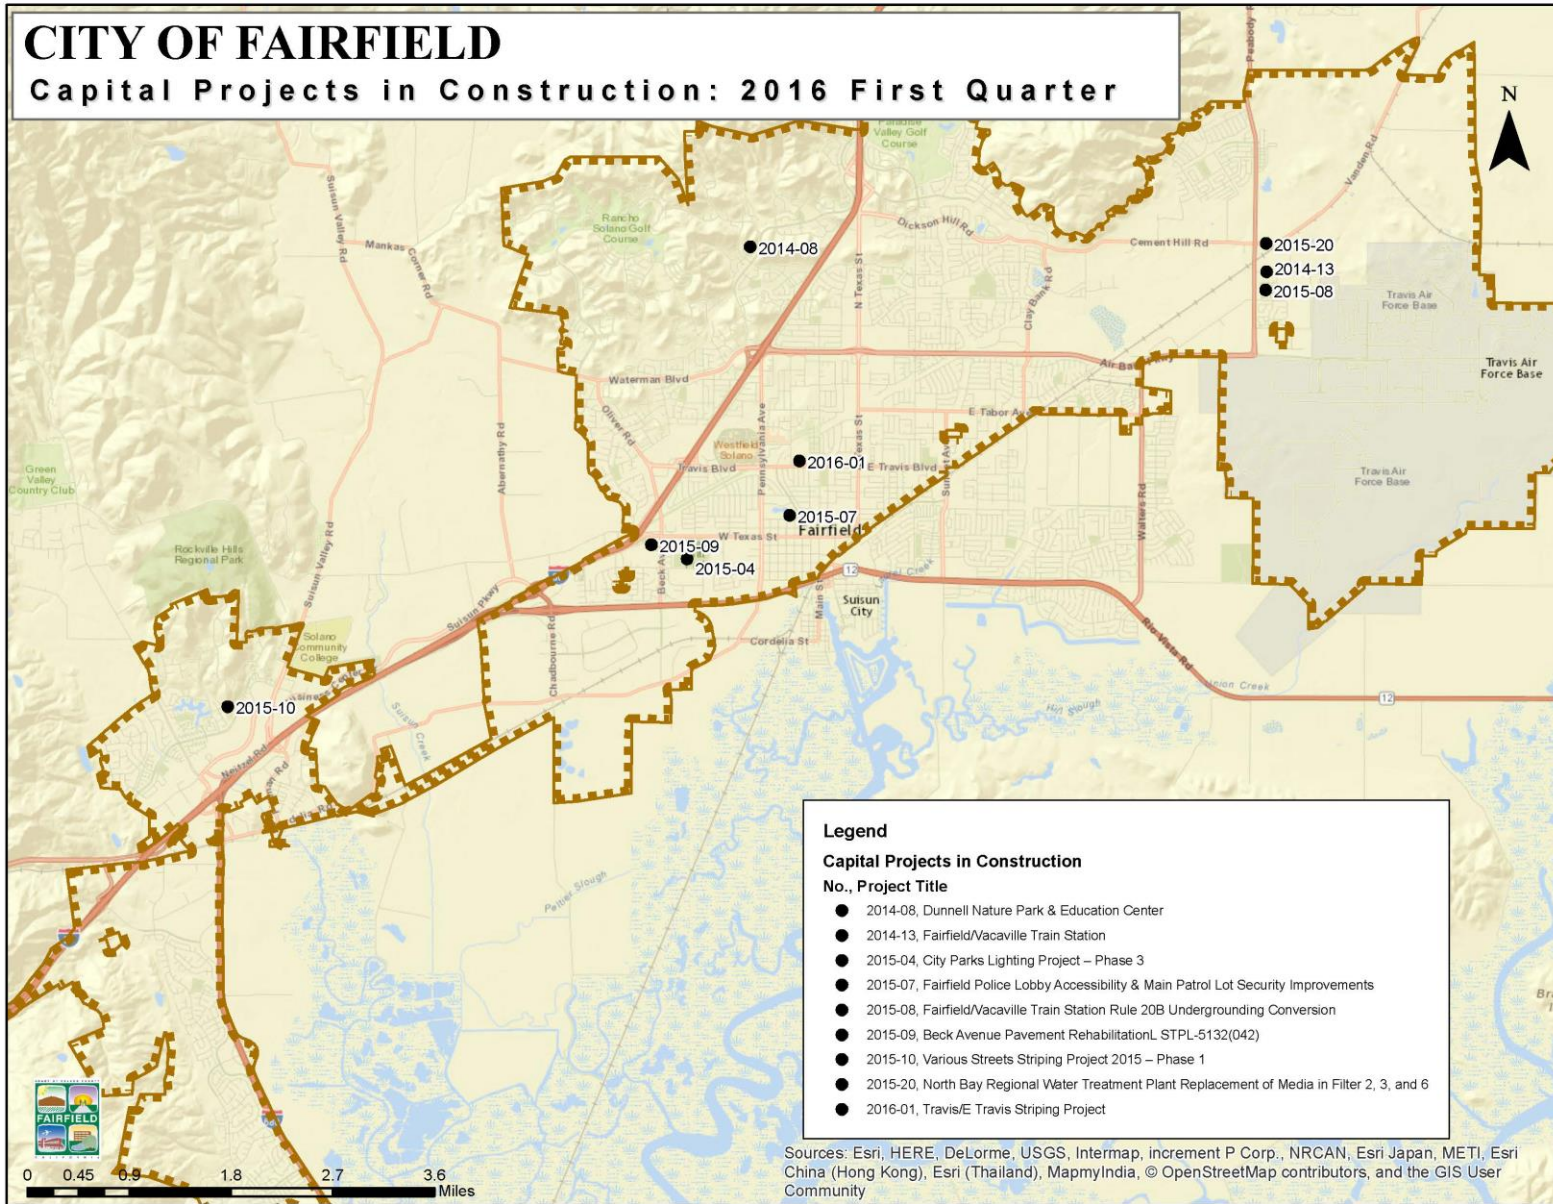 CITY OF FAIRFIELD
Capital Projects in Construction: 2016 First Quarter
N
Paradise
Valley Golf
Course
Vanden Rd
Suisun Valley Rd
Mankas Corner Rd
Rancho
Solano Golf
Course
Dickson Hill Rd
Cement Hill Rd
N Texas St
Clay Bank Rd
2014-08
2015-20
2014-13
2015-08
Travis Air
Force Base
Travis Air
Force Base
Waterman Blvd
Oliver Rd
Abernathy Rd
Pennsylvania Ave
E Tabor Ave
Westfield
Solano
Travis Blvd
2016-01
E Travis Blvd
Walters Rd
Travis Air
Force Base
Green
Valley
Country Club
2015-07
Fairfield
W Texas St
2015-09
2015-04
Rockville Hills
Regional Park
Suisun Valley Rd
12
Main St
Suisun
City
Suisun Pkwy
Chadbourne Rd
Cordelia St
Rio Vista Rd
Solano
Community
College
2015-10
Suisun Creek
Hill Slough
Union Creek
12
Neitzel Rd
Peltier Slough
Legend
Capital Projects in Construction
No., Project Title
2014-08, Dunnell Nature Park & Education Center
2014-13, Fairfield/Vacaville Train Station
2015-04, City Parks Lighting Project – Phase 3
2015-07, Fairfield Police Lobby Accessibility & Main Patrol Lot Security Improvements
2015-08, Fairfield/Vacaville Train Station Rule 20B Undergrounding Conversion
2015-09, Beck Avenue Pavement RehabilitationL STPL-5132(042)
2015-10, Various Streets Striping Project 2015 – Phase 1
2015-20, North Bay Regional Water Treatment Plant Replacement of Media in Filter 2, 3, and 6
2016-01, Travis/E Travis Striping Project
FAIRFIELD
CALIFORNIA
0 0.45 0.9 1.8 2.7 3.6
Miles
Sources: Esri, HERE, DeLorme, USGS, Intermap, increment P Corp., NRCAN, Esri Japan, METI, Esri
China (Hong Kong), Esri (Thailand), MapmyIndia, © OpenStreetMap contributors, and the GIS User
Community